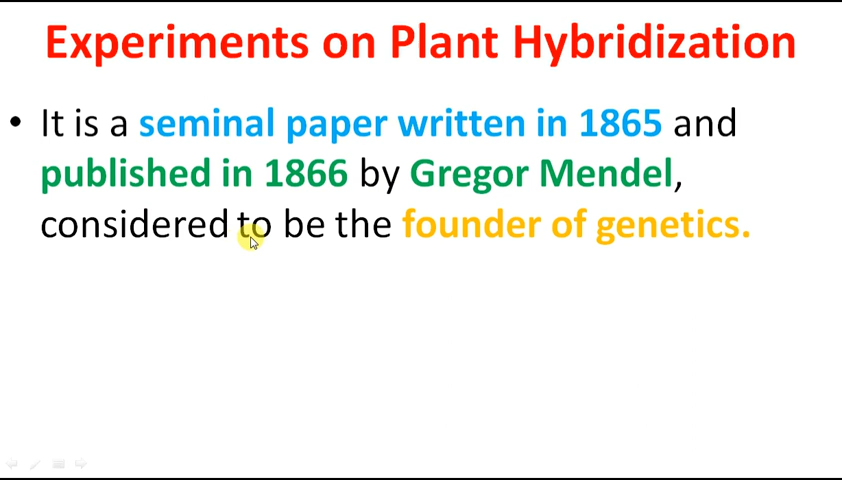 Experiments on Plant Hybridization
• It is a seminal paper written in 1865 and
published in 1866 by Gregor Mendel,
considered to be the founder of genetics.